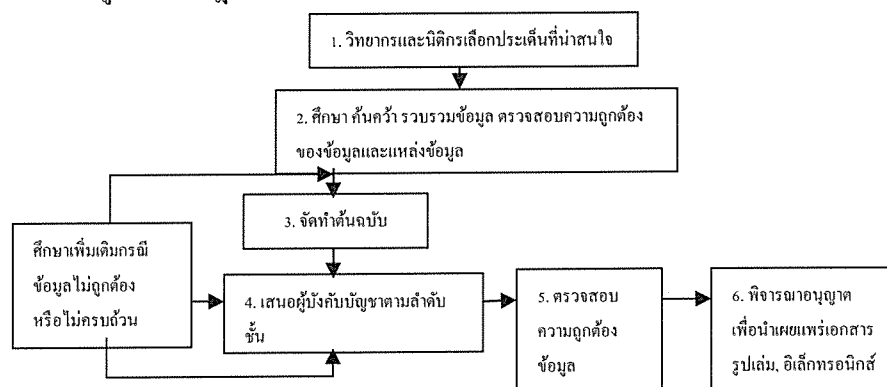 1. วิทยากรและนิติกรเลือกประเด็นที่น่าสนใจ
2. ศึกษา ค้นคว้า รวบรวมข้อมูล ตรวจสอบความถูกต้อง
ของข้อมูลและแหล่งข้อมูล
3. จัดทำต้นฉบับ
ศึกษาเพิ่มเติมกรณี
ข้อมูลไม่ถูกต้อง
หรือไม่ครบถ้วน
4. เสนอผู้บังคับบัญชาตามลำดับ
ชั้น
5. ตรวจสอบ
ความถูกต้อง
ข้อมูล
6. พิจารณาอนุญาต
เพื่อนำเผยแพร่เอกสาร
รูปเล่ม, อิเล็กทรอนิกส์